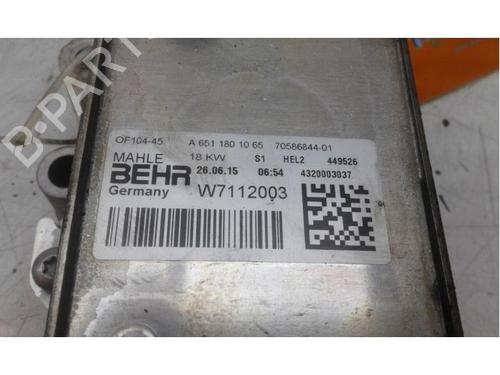 B-PARTS
OF104-45 A 651 180 10 65 70586844-01
MAHLE 18 KW S1 HEL2 449526
BEHR 26.06.15 06:54 4320003037
Germany W7112003